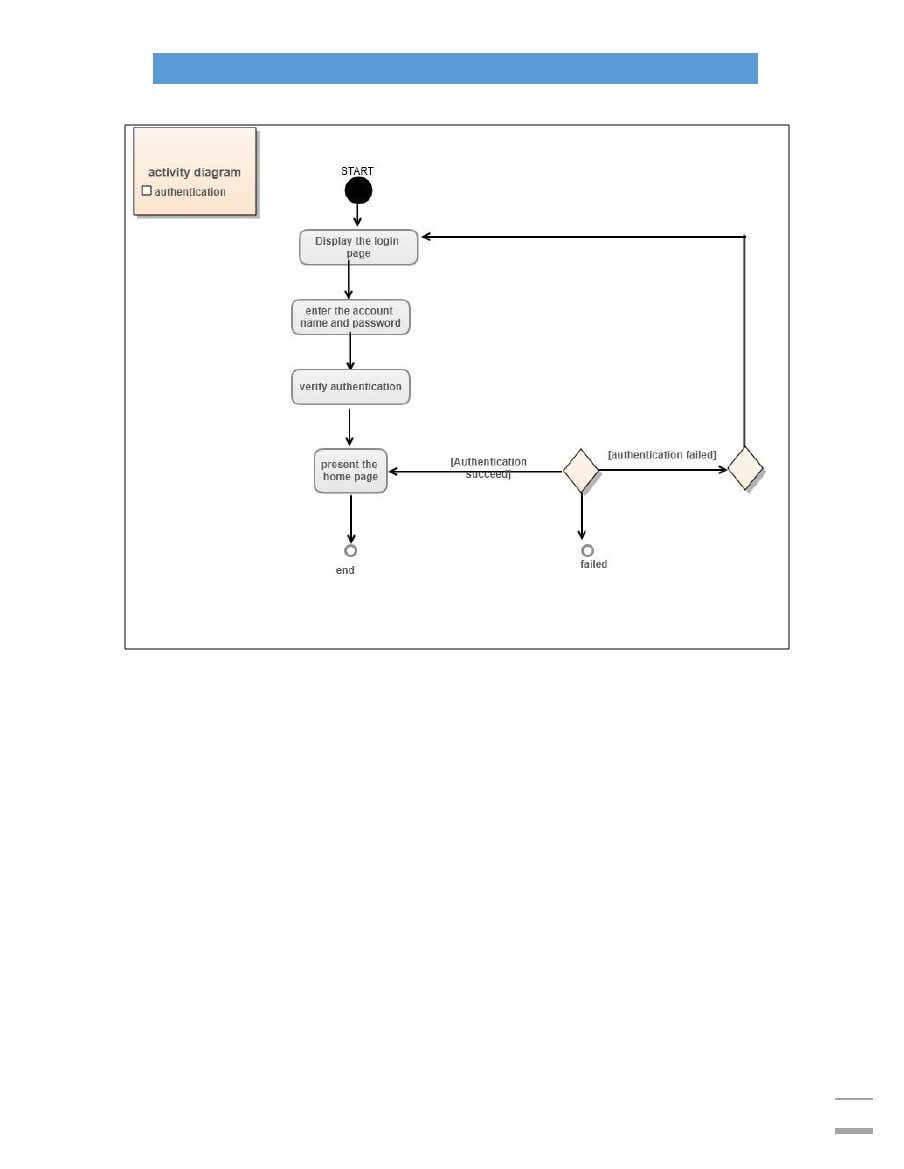 activity diagram
authentication
START
Display the login
page
enter the account
name and password
verify authentication
present the
home page
[Authentication
succeed]
[authentication failed]
end
failed